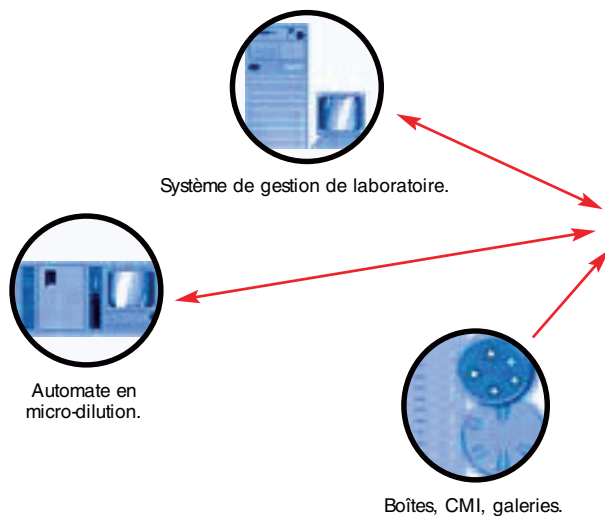 Système de gestion de laboratoire.
Automate en
micro-dilution.
Boîtes, CMI, galeries.